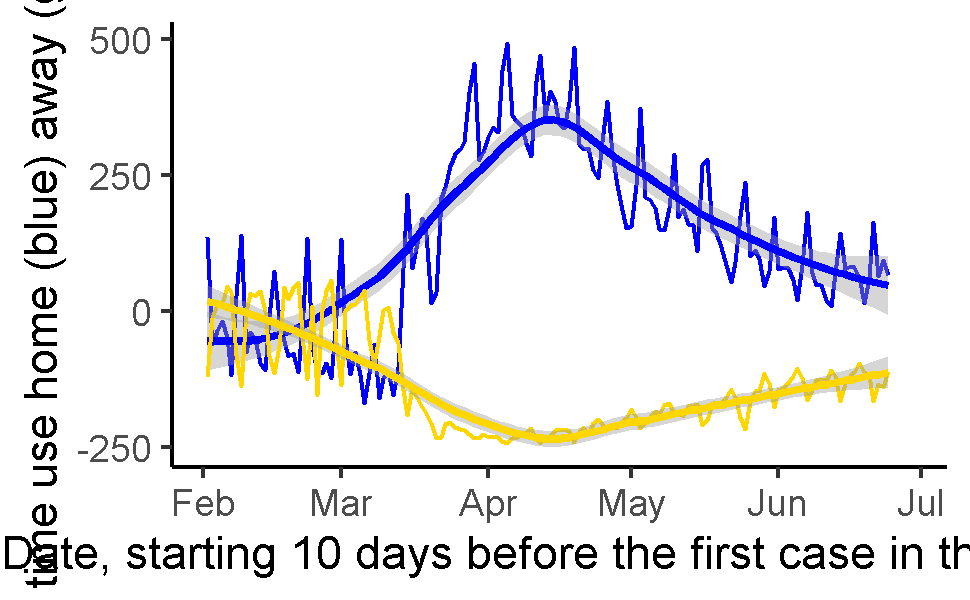 time use home (blue) away (
500
250
0
-250
Feb Mar Apr May Jun Jul
Date, starting 10 days before the first case in th